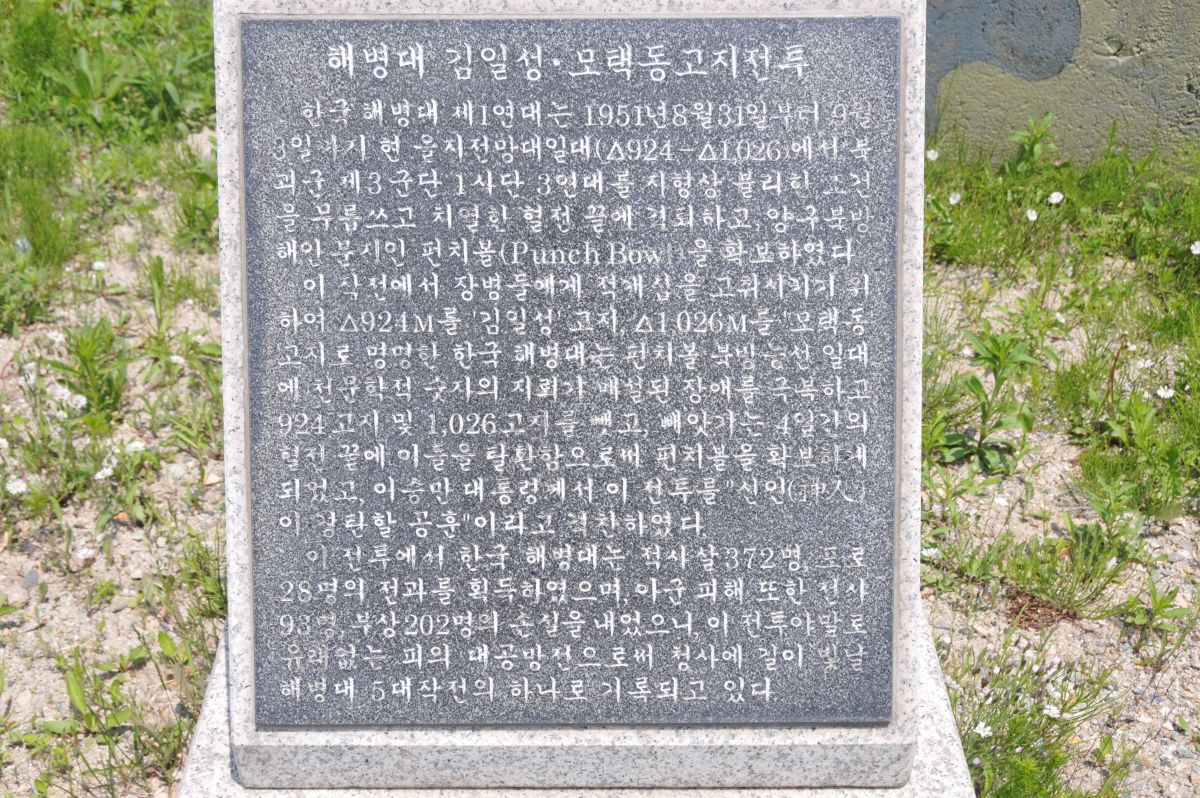 해병대 김일성·모택동고지전투
한국 해병대 제1연대는 1951년8월31일부터 9월
3일까지 현 을지전망대일대(△924-△1,026)에서 북
괴군 제3군단 1사단 3연대를 지형상 불리한 조건
을 무릅쓰고 치열한 혈전 끝에 격퇴하고, 양구북방
해안 분지인 펀치볼(Punch Bowl)을 확보하였다
이 작전에서 장병들에게 적개심을 고취시키기 위
하여 △924M를 '김일성' 고지, △1,026M를 "모택동
고지로 명명한 한국 해병대는 펀치볼 북방능선 일대
에 천문학적 숫자의 지뢰가 매설된 장애를 극복하고,
924고지 및 1,026고지를 뺏고, 빼앗기는 4일간의
혈전 끝에 이들을 탈환함으로써 펀치볼을 확보하게
되었고, 이승만 대통령께서 이 전투를 "신인(神人)
이 경탄할 공훈"이라고 격찬하였다.
이 전투에서 한국 해병대는 적사살372명, 포로
28명의 전과를 획득하였으며, 아군 피해 또한 전사
93명, 부상202명의 손실을 내었으니, 이 전투야말로
유래없는 피의 대공방전으로써 청사에 길이 빛날
해병대 5대작전의 하나로 기록되고 있다.